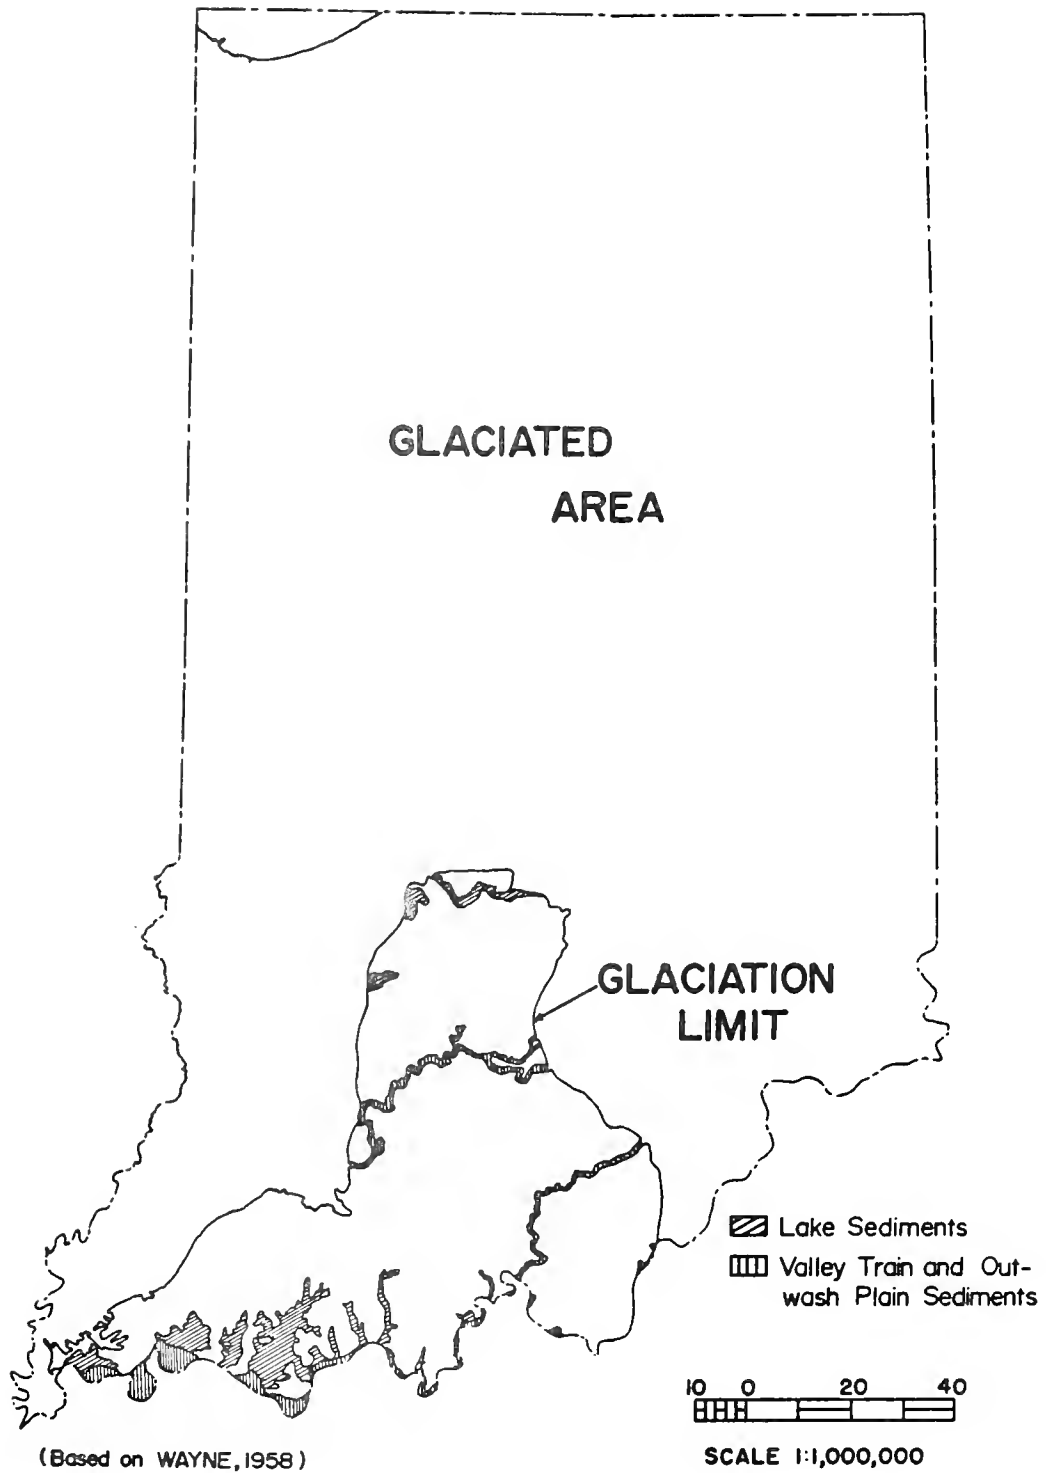 GLACIATED
AREA
GLACIATION
LIMIT
Lake Sediments
Valley Train and Out-
wash Plain Sediments
10 0 20 40
SCALE 1:1,000,000
(Based on WAYNE, 1958)